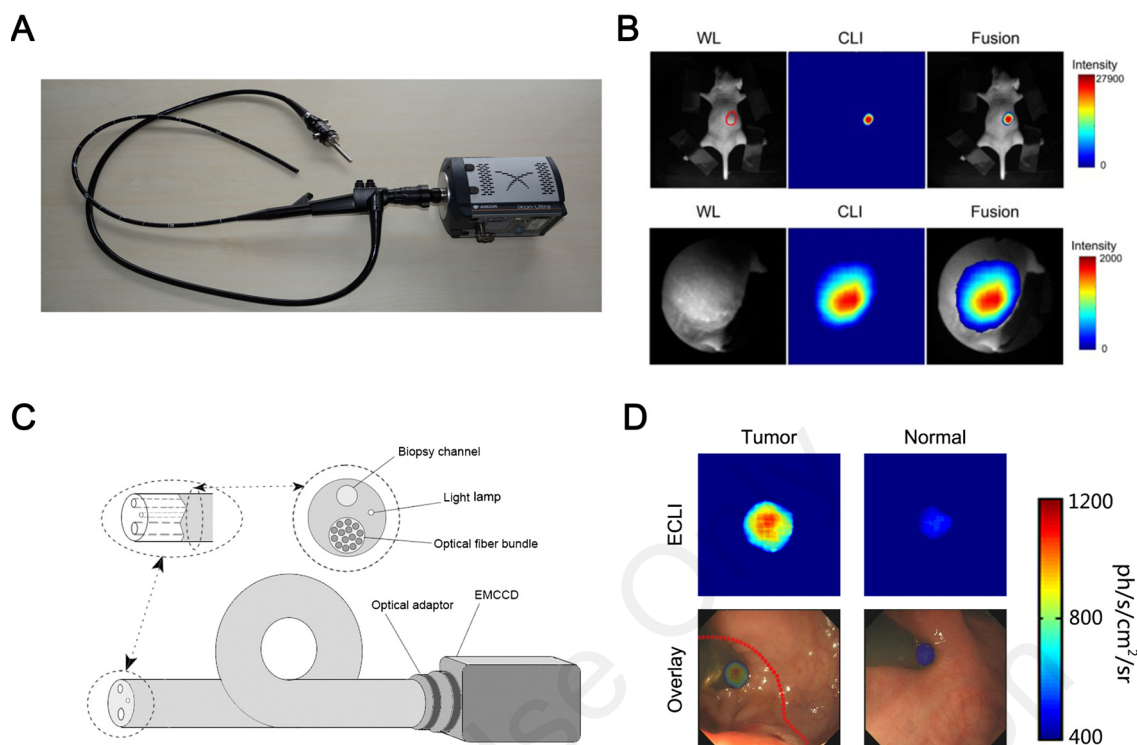 A
ANDOR
iXon Ultra
B
WL CLI Fusion
Intensity
27900
0
WL CLI Fusion
Intensity
2000
0
C
Biopsy channel
Light lamp
Optical fiber bundle
Optical adaptor
EMCCD
D
Tumor Normal
ECLI
Overlay
1200
800
400
ph/s/cm²/sr